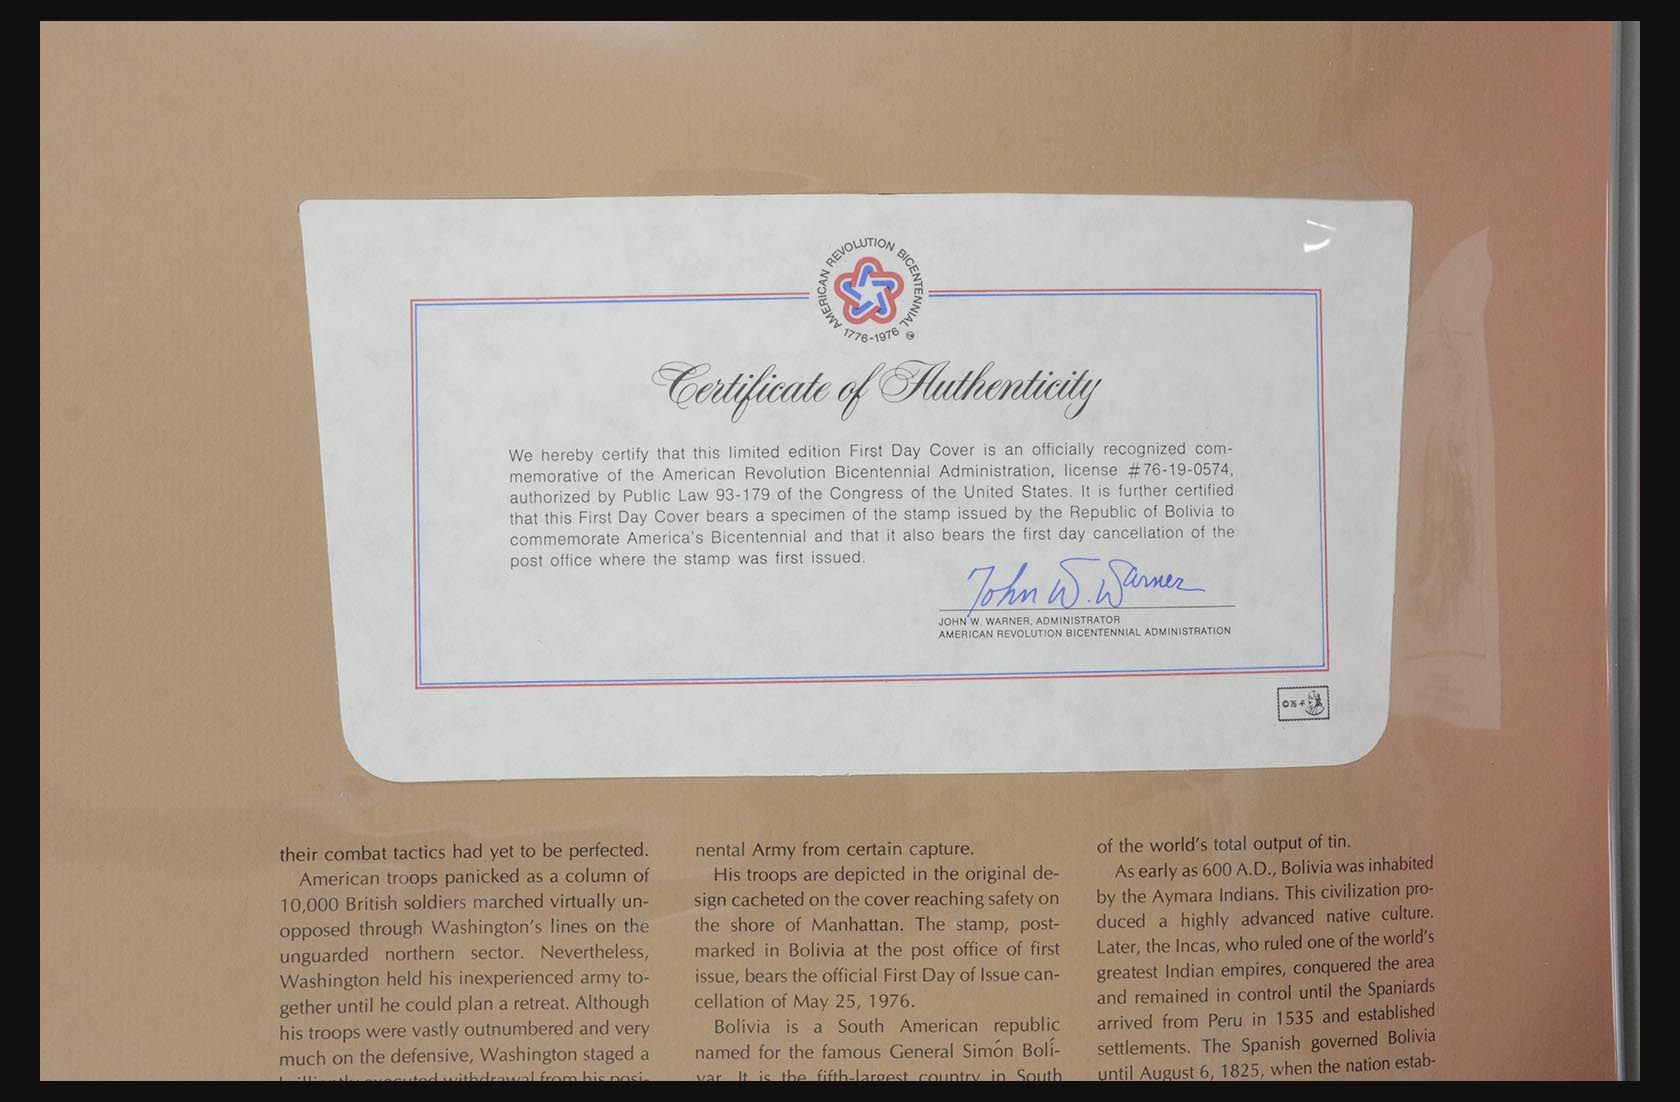 AMERICAN REVOLUTION BICENTENNIAL
1776-1976
Certificate of Authenticity
We hereby certify that this limited edition First Day Cover is an officially recognized com-
memorative of the American Revolution Bicentennial Administration, license #76-19-0574,
authorized by Public Law 93-179 of the Congress of the United States. It is further certified
that this First Day Cover bears a specimen of the stamp issued by the Republic of Bolivia to
commemorate America's Bicentennial and that it also bears the first day cancellation of the
post office where the stamp was first issued.
John W. Warner
JOHN W. WARNER, ADMINISTRATOR
AMERICAN REVOLUTION BICENTENNIAL ADMINISTRATION
their combat tactics had yet to be perfected.
American troops panicked as a column of
10,000 British soldiers marched virtually un-
opposed through Washington's lines on the
unguarded northern sector. Nevertheless,
Washington held his inexperienced army to-
gether until he could plan a retreat. Although
his troops were vastly outnumbered and very
much on the defensive, Washington staged a
brilliantly executed withdrawal from his posi-
nental Army from certain capture.
His troops are depicted in the original de-
sign cacheted on the cover reaching safety on
the shore of Manhattan. The stamp, post-
marked in Bolivia at the post office of first
issue, bears the official First Day of Issue can-
cellation of May 25, 1976.
Bolivia is a South American republic
named for the famous General Simón Bolí-
var. It is the fifth-largest country in South
of the world's total output of tin.
As early as 600 A.D., Bolivia was inhabited
by the Aymara Indians. This civilization pro-
duced a highly advanced native culture.
Later, the Incas, who ruled one of the world's
greatest Indian empires, conquered the area
and remained in control until the Spaniards
arrived from Peru in 1535 and established
settlements. The Spanish governed Bolivia
until August 6, 1825, when the nation estab-